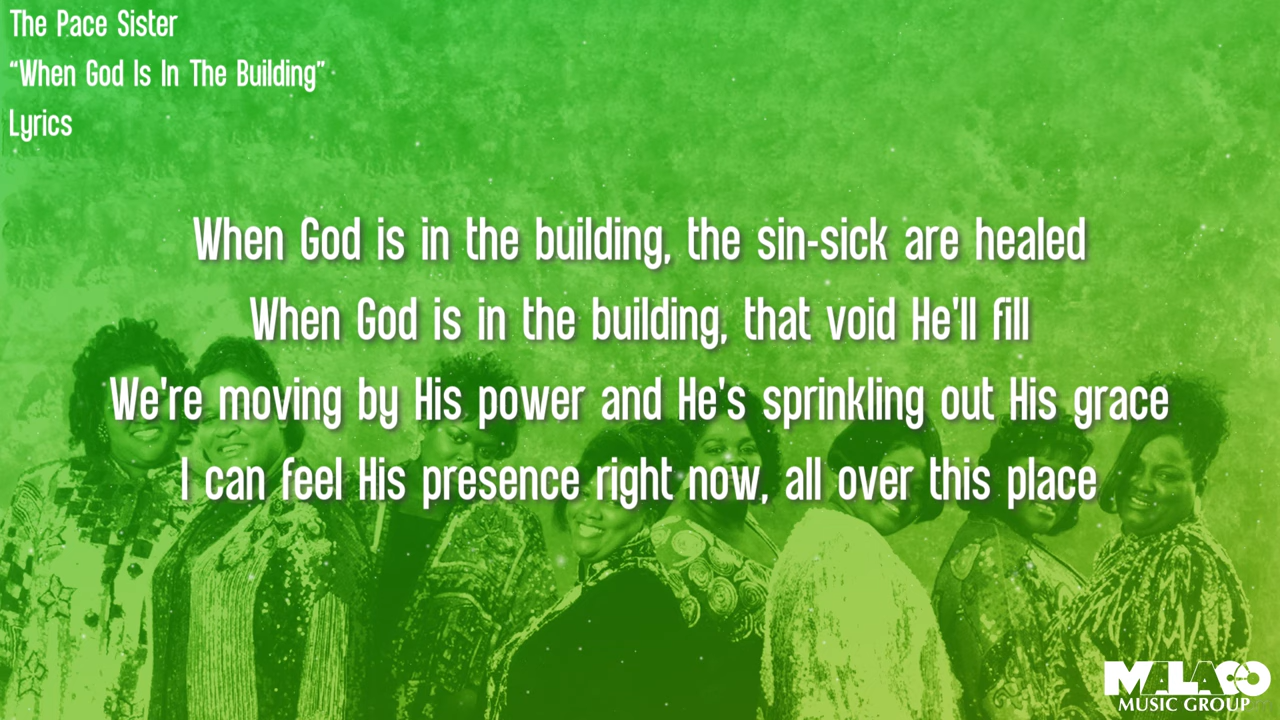 The Pace Sister
“When God Is In The Building”
Lyrics
When God is in the building, the sin-sick are healed
When God is in the building, that void He'll fill
We're moving by His power and He's sprinkling out His grace
I can feel His presence right now, all over this place
MALACO
MUSIC GROUP